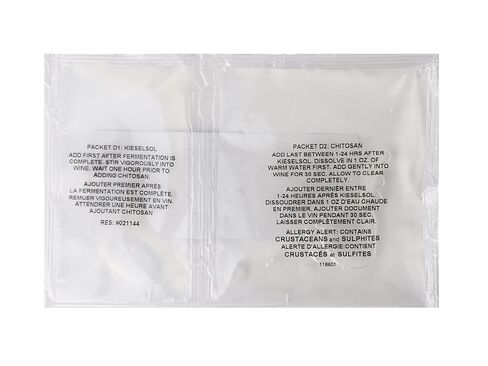 PACKET D1: KIESELSOL
ADD FIRST AFTER FERMENTATION IS
COMPLETE. STIR VIGOROUSLY INTO
WINE. WAIT ONE HOUR PRIOR TO
ADDING CHITOSAN.
AJOUTER PREMIER APRÈS
LA FERMENTATION EST COMPLÈTE.
REMUER VIGOUREUSEMENT EN VIN.
ATTENDRE UNE HEURE AVANT
AJOUTANT CHITOSAN
RES: #021144
PACKET D2: CHITOSAN
ADD LAST BETWEEN 1-24 HRS AFTER
KIESELSOL. DISSOLVE IN 1 OZ. OF
WARM WATER FIRST. ADD GENTLY INTO
WINE FOR 30 SEC. ALLOW TO CLEAR
COMPLETELY.
AJOUTER DERNIÈR ENTRE
1-24 HEURES APRÈS KIESELSOL.
DISSOUDRER DANS 1 OZ D'EAU CHAUDE
EN PREMIER. AJOUTER DOCUMENT
DANS LE VIN PENDANT 30 SEC.
LAISSER COMPLÈTEMENT CLAIR.
ALLERGY ALERT: CONTAINS
CRUSTACEANS and SULPHITES
ALERTE D'ALLERGIE:CONTIENT
CRUSTACÉS et SULFITES
118601